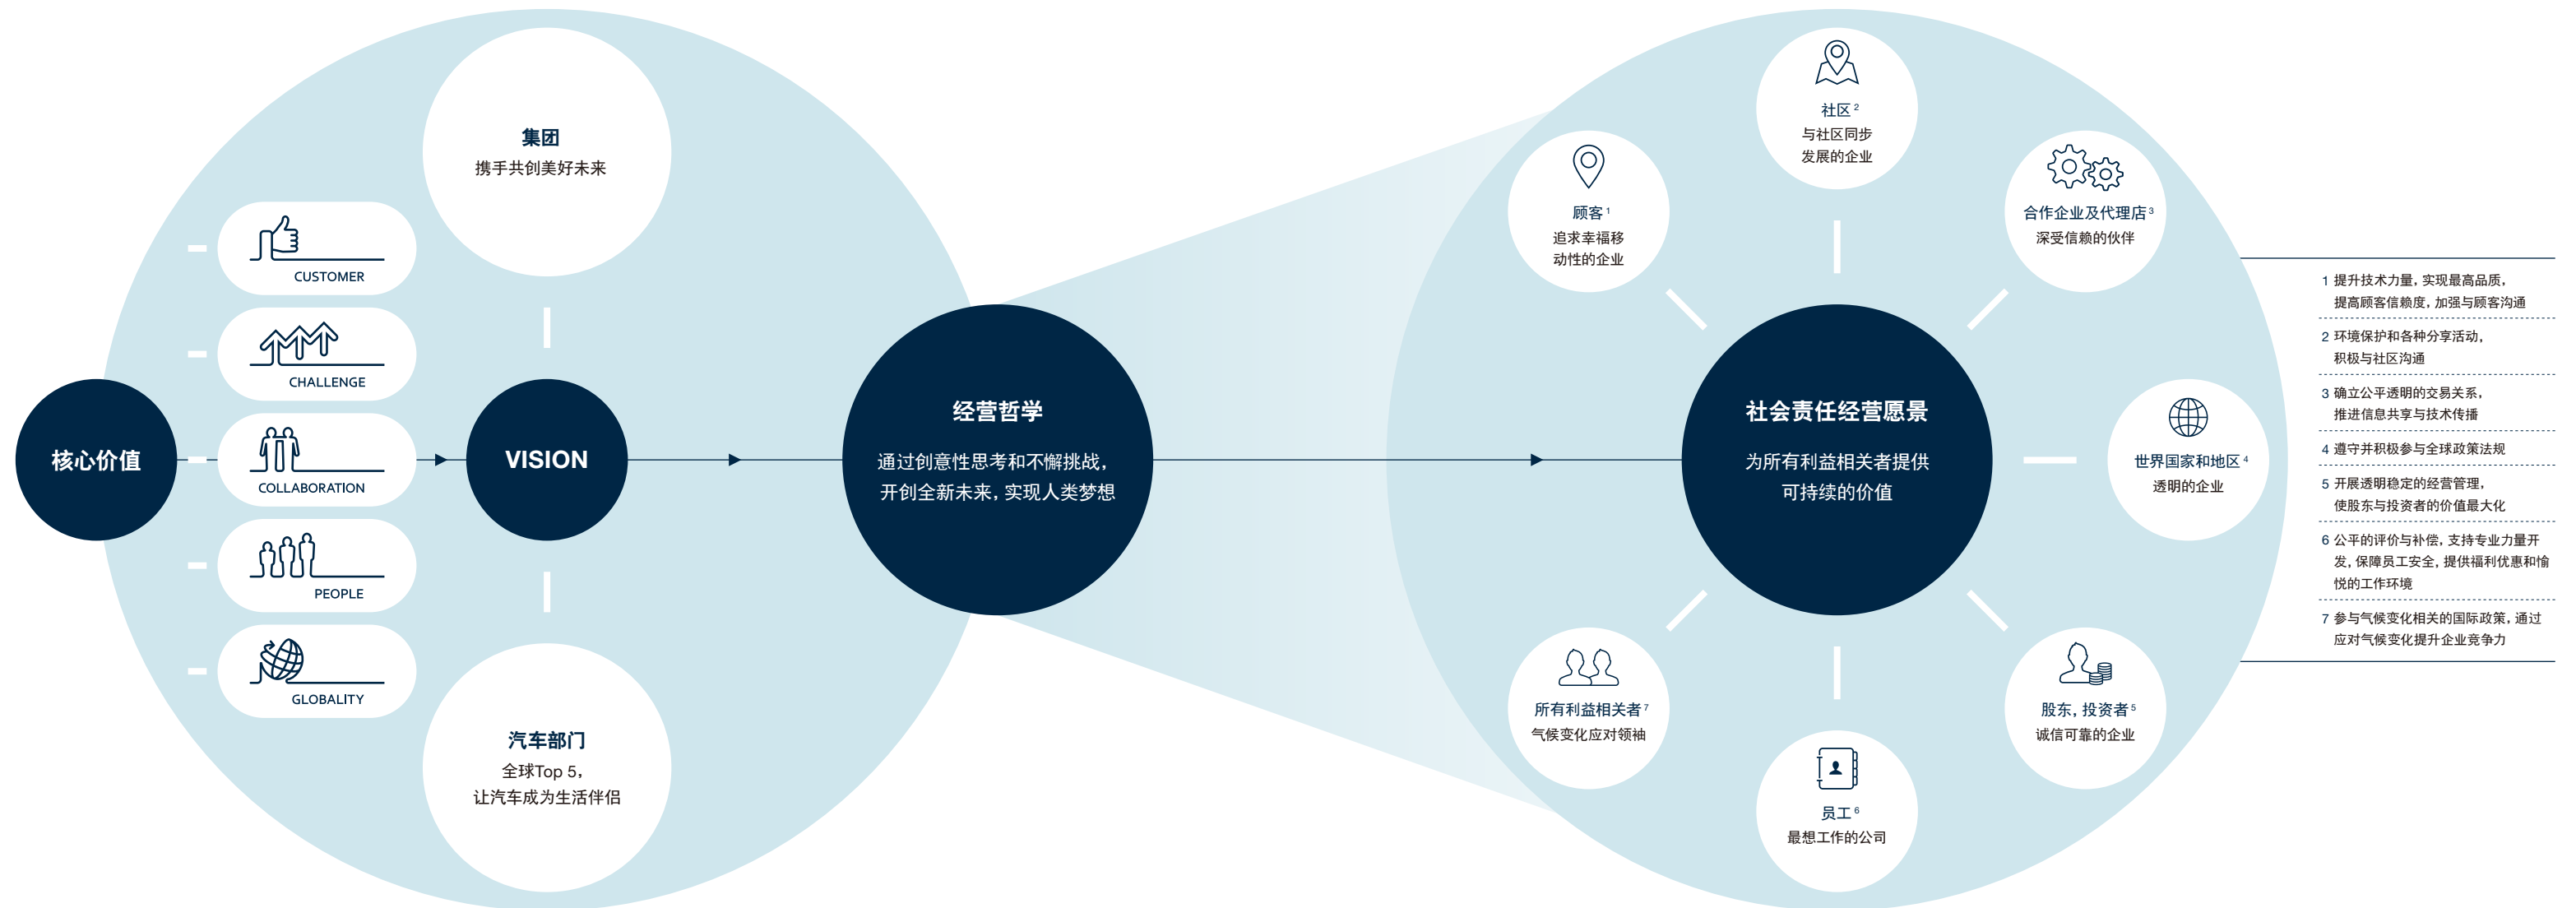 核心价值
CUSTOMER
CHALLENGE
COLLABORATION
PEOPLE
GLOBALITY
集团
携手共创美好未来
VISION
汽车部门
全球Top 5,
让汽车成为生活伴侣
经营哲学
通过创意性思考和不懈挑战,
开创全新未来, 实现人类梦想
社会责任经营愿景
为所有利益相关者提供
可持续的价值
顾客 1
追求幸福移
动性的企业
社区 2
与社区同步
发展的企业
合作企业及代理店 3
深受信赖的伙伴
世界国家和地区 4
透明的企业
股东, 投资者 5
诚信可靠的企业
员工 6
最想工作的公司
所有利益相关者 7
气候变化应对领袖
1 提升技术力量, 实现最高品质,
提高顾客信赖度, 加强与顾客沟通
2 环境保护和各种分享活动,
积极与社区沟通
3 确立公平透明的交易关系,
推进信息共享与技术传播
4 遵守并积极参与全球政策法规
5 开展透明稳定的经营管理,
使股东与投资者的价值最大化
6 公平的评价与补偿, 支持专业力量开
发, 保障员工安全, 提供福利优惠和愉
悦的工作环境
7 参与气候变化相关的国际政策, 通过
应对气候变化提升企业竞争力